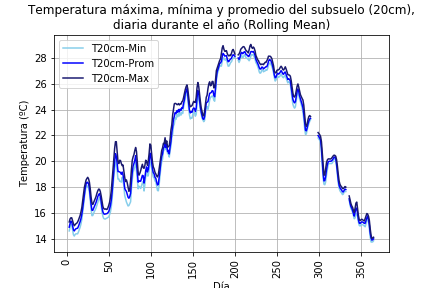 Temperatura máxima, mínima y promedio del subsuelo (20cm),
diaria durante el año (Rolling Mean)
T20cm-Min
T20cm-Prom
T20cm-Max
Temperatura (ºC)
28
26
24
22
20
18
16
14
0
50
100
150
200
250
300
350
Día